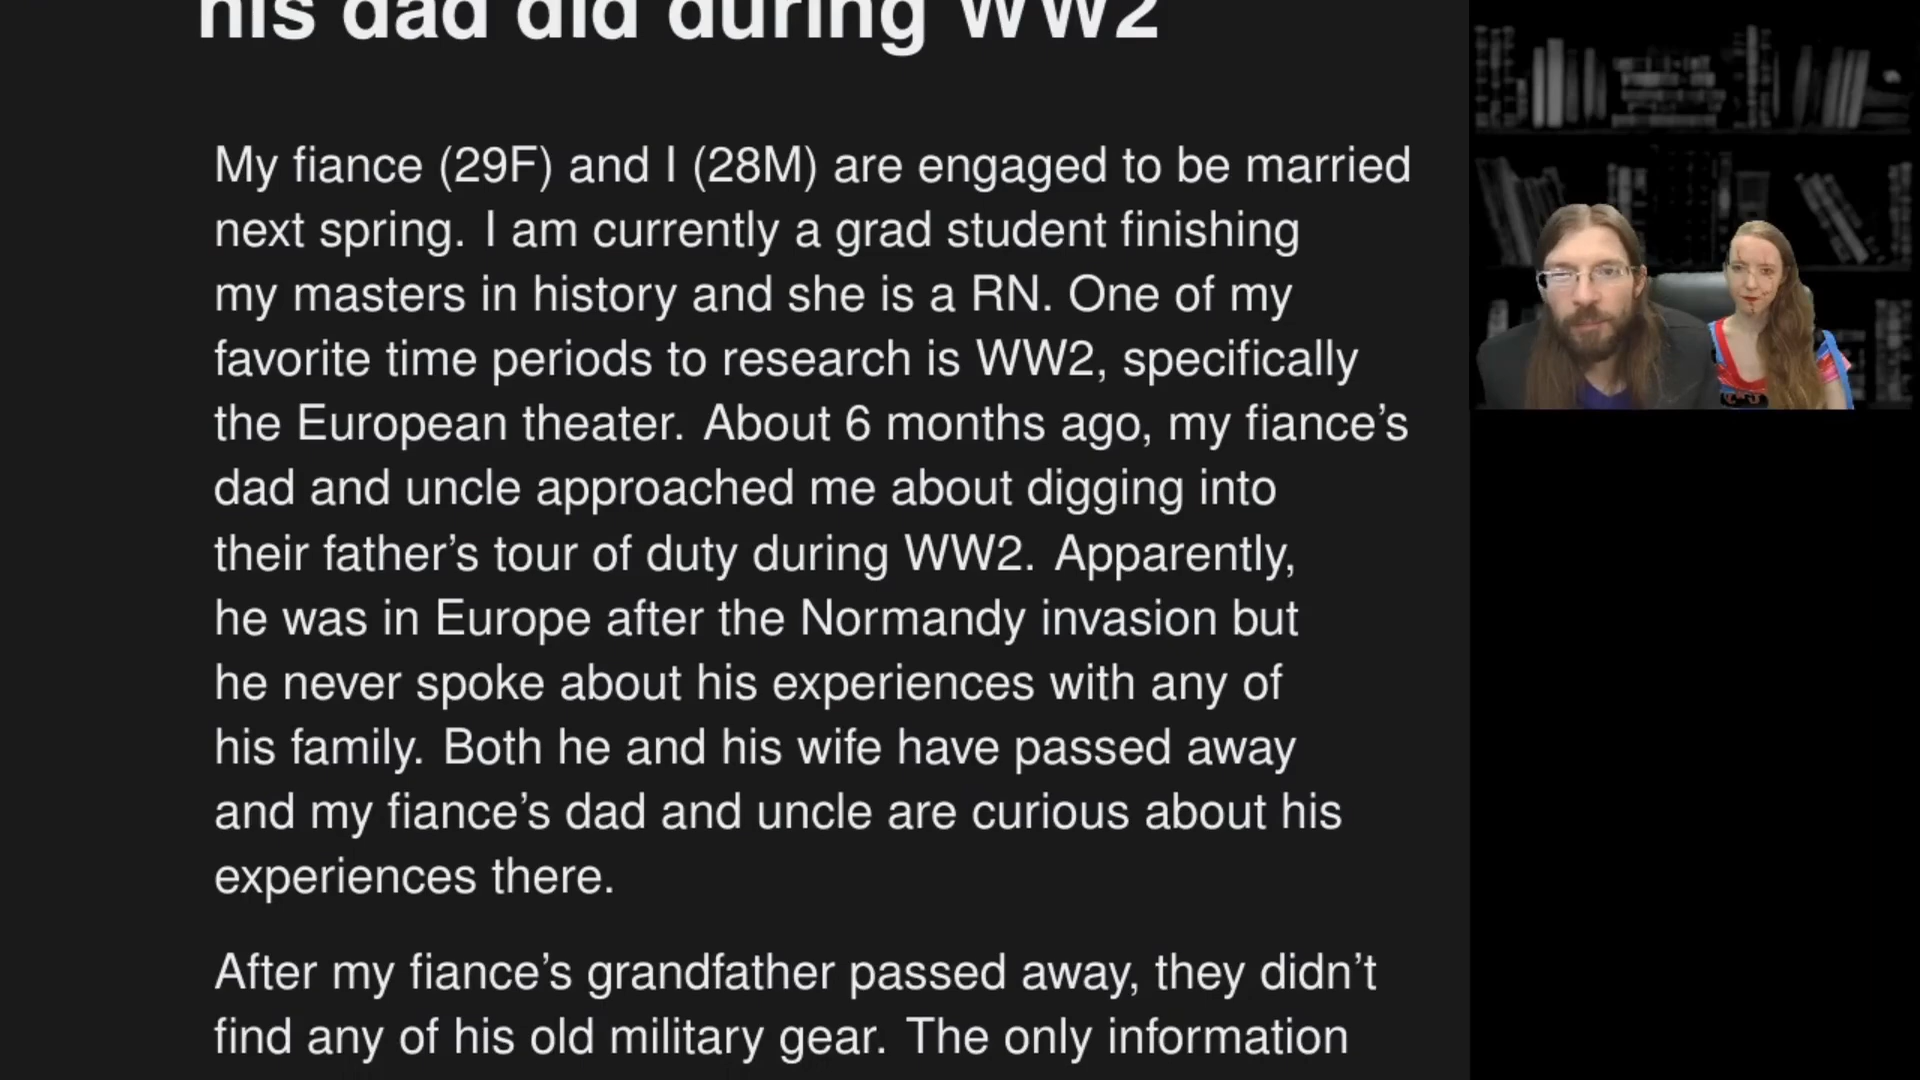 his dad did during WW2
My fiance (29F) and I (28M) are engaged to be married
next spring. I am currently a grad student finishing
my masters in history and she is a RN. One of my
favorite time periods to research is WW2, specifically
the European theater. About 6 months ago, my fiance’s
dad and uncle approached me about digging into
their father’s tour of duty during WW2. Apparently,
he was in Europe after the Normandy invasion but
he never spoke about his experiences with any of
his family. Both he and his wife have passed away
and my fiance’s dad and uncle are curious about his
experiences there.
After my fiance’s grandfather passed away, they didn’t
find any of his old military gear. The only information